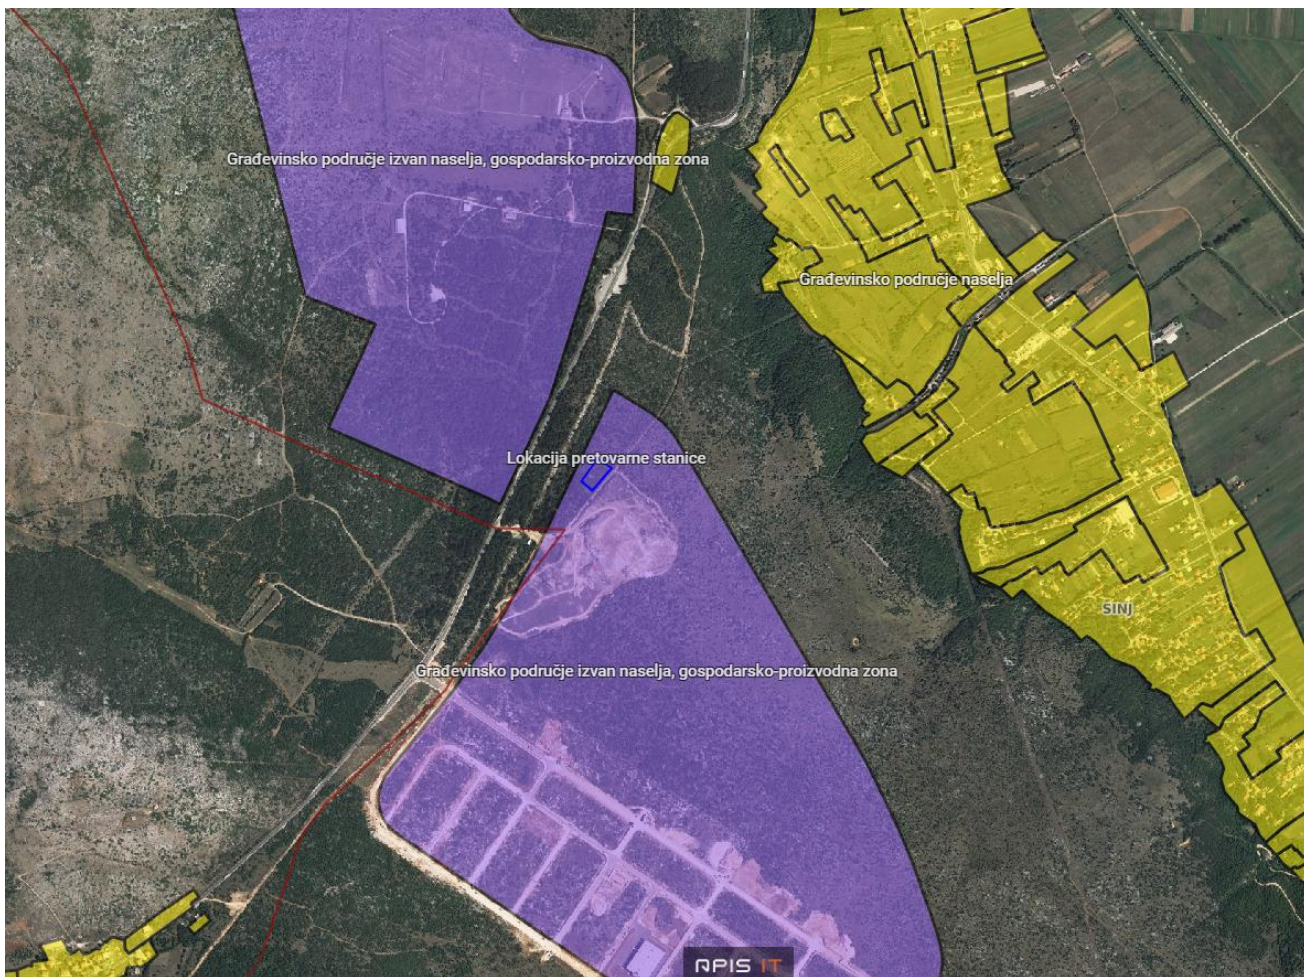 Građevinsko područje izvan naselja, gospodarsko-proizvodna zona
Građevinsko područje naselja
Lokacija pretovarne stanice
SINJ
Građevinsko područje izvan naselja, gospodarsko-proizvodna zona
APIS IT